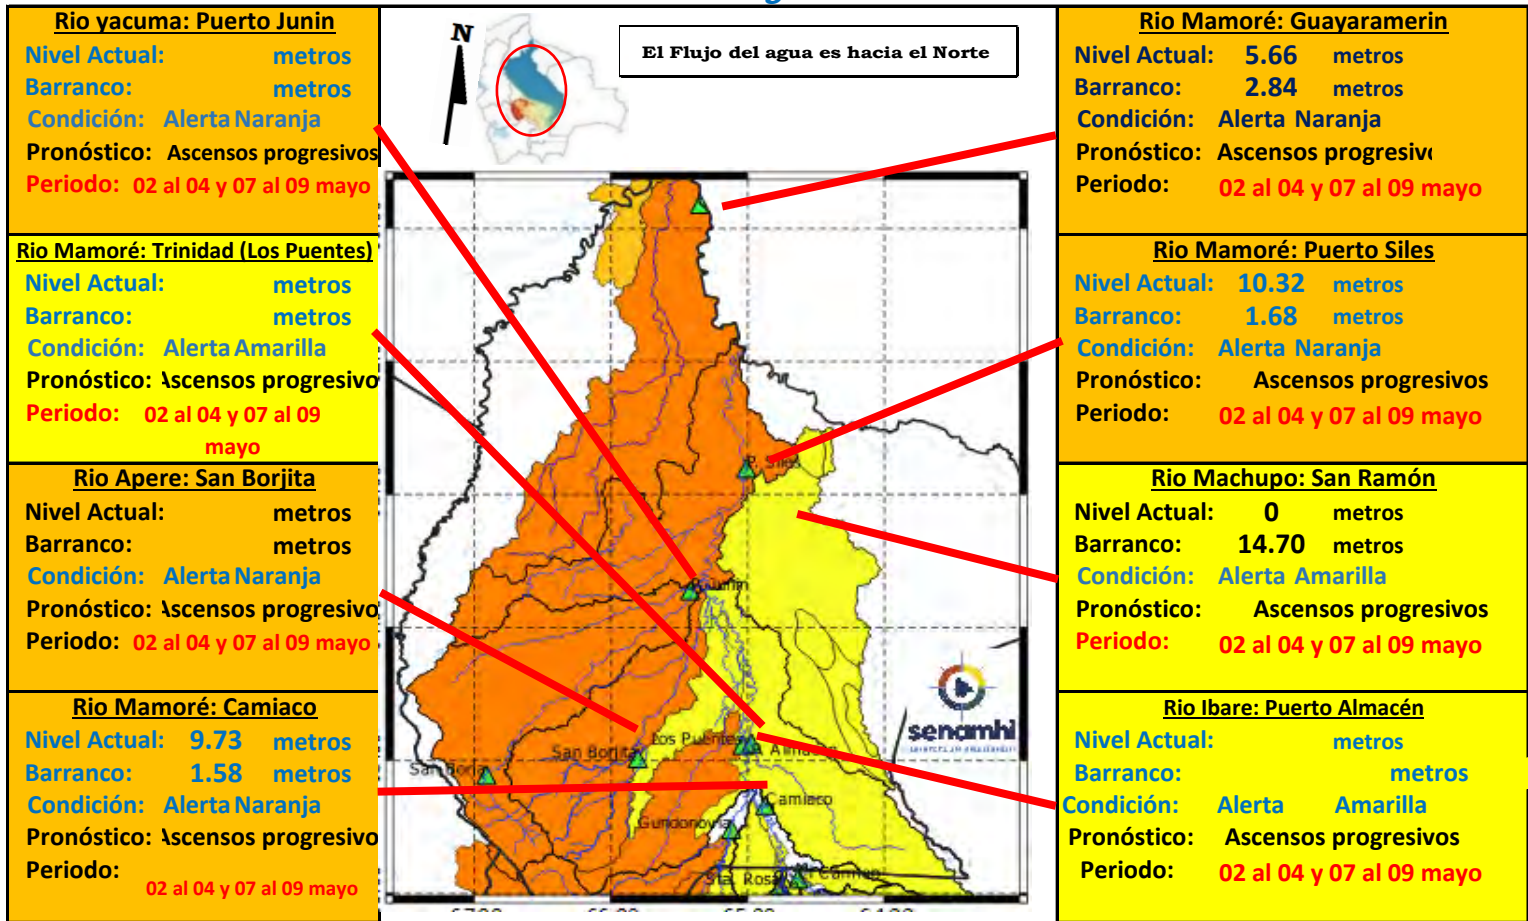 Rio yacuma: Puerto Junin
Nivel Actual: metros
Barranco: metros
Condición: Alerta Naranja
Pronóstico: Ascensos progresivos
Periodo: 02 al 04 y 07 al 09 mayo
Rio Mamoré: Trinidad (Los Puentes)
Nivel Actual: metros
Barranco: metros
Condición: Alerta Amarilla
Pronóstico: Ascensos progresivo
Periodo: 02 al 04 y 07 al 09
mayo
Rio Apere: San Borjita
Nivel Actual: metros
Barranco: metros
Condición: Alerta Naranja
Pronóstico: Ascensos progresivo
Periodo: 02 al 04 y 07 al 09 mayo
Rio Mamoré: Camiaco
Nivel Actual: 9.73 metros
Barranco: 1.58 metros
Condición: Alerta Naranja
Pronóstico: Ascensos progresivo
Periodo:
02 al 04 y 07 al 09 mayo
N
El Flujo del agua es hacia el Norte
P. Siles
P. Junin
Los Puentes
P. Almacen
San Borjita
San Borja
Camiaco
Gundonovia
Sta. Rosa
senamhi
Rio Mamoré: Guayaramerin
Nivel Actual: 5.66 metros
Barranco: 2.84 metros
Condición: Alerta Naranja
Pronóstico: Ascensos progresivo
Periodo: 02 al 04 y 07 al 09 mayo
Rio Mamoré: Puerto Siles
Nivel Actual: 10.32 metros
Barranco: 1.68 metros
Condición: Alerta Naranja
Pronóstico: Ascensos progresivos
Periodo: 02 al 04 y 07 al 09 mayo
Rio Machupo: San Ramón
Nivel Actual: 0 metros
Barranco: 14.70 metros
Condición: Alerta Amarilla
Pronóstico: Ascensos progresivos
Periodo: 02 al 04 y 07 al 09 mayo
Rio Ibare: Puerto Almacén
Nivel Actual: metros
Barranco: metros
Condición: Alerta Amarilla
Pronóstico: Ascensos progresivos
Periodo: 02 al 04 y 07 al 09 mayo